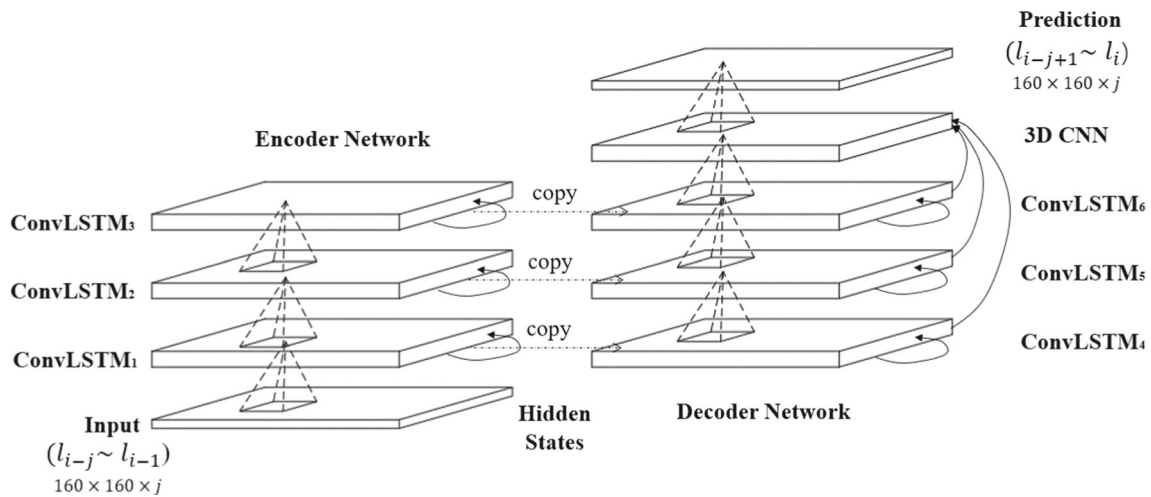 Prediction
(l_{i−j+1} ~ l_i)
160 × 160 × j
3D CNN
Encoder Network
copy
ConvLSTM₃
ConvLSTM₆
copy
ConvLSTM₂
ConvLSTM₅
copy
ConvLSTM₁
ConvLSTM₄
Input
(l_{i−j} ~ l_{i−1})
160 × 160 × j
Hidden
States
Decoder Network